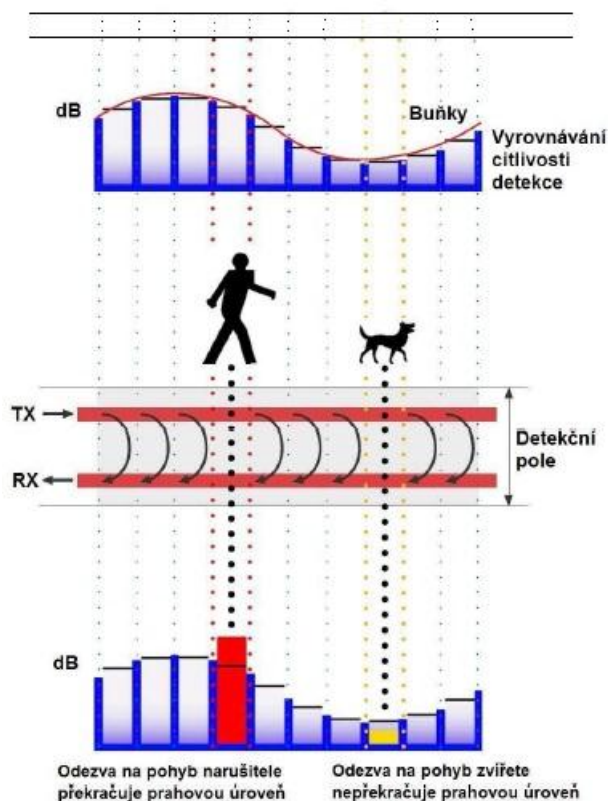 dB
Buňky
Vyrovnávání
citlivosti
detekce
TX
Detekční
pole
RX
dB
Odezva na pohyb narušitele
překračuje prahovou úroveň
Odezva na pohyb zvířete
nepřekračuje prahovou úroveň